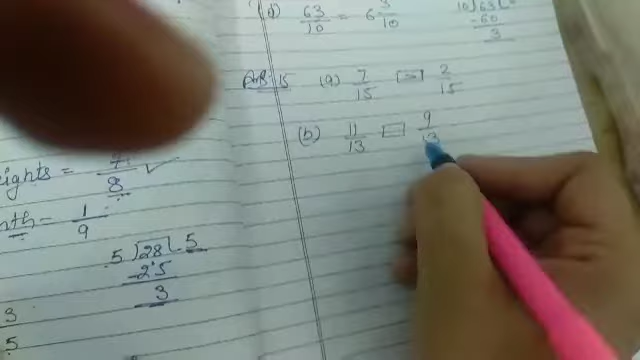 (d) 63/10 = 6 3/10
10)63(
-60
3
Ans 15 (a) 7/15 [>] 2/15
(b) 11/13 □ 9/13
eights = 7/8 ✓
nth = 1/9
5)28(5
-25
3
3
5